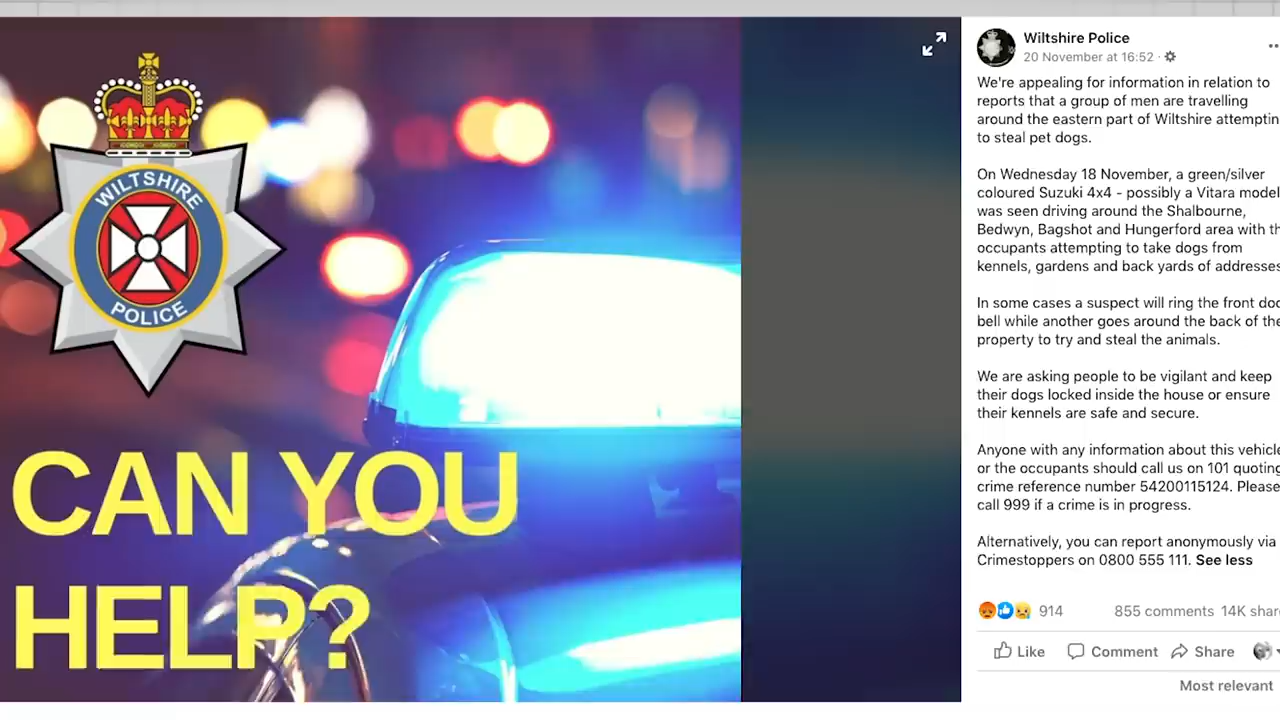 WILTSHIRE
POLICE
CAN YOU
HELP?
Wiltshire Police
20 November at 16:52 ·
We're appealing for information in relation to
reports that a group of men are travelling
around the eastern part of Wiltshire attemptin
to steal pet dogs.
On Wednesday 18 November, a green/silver
coloured Suzuki 4x4 - possibly a Vitara model
was seen driving around the Shalbourne,
Bedwyn, Bagshot and Hungerford area with th
occupants attempting to take dogs from
kennels, gardens and back yards of addresses
In some cases a suspect will ring the front doo
bell while another goes around the back of the
property to try and steal the animals.
We are asking people to be vigilant and keep
their dogs locked inside the house or ensure
their kennels are safe and secure.
Anyone with any information about this vehicle
or the occupants should call us on 101 quoting
crime reference number 54200115124. Please
call 999 if a crime is in progress.
Alternatively, you can report anonymously via
Crimestoppers on 0800 555 111. See less
914 855 comments 14K share
Like Comment Share
Most relevant